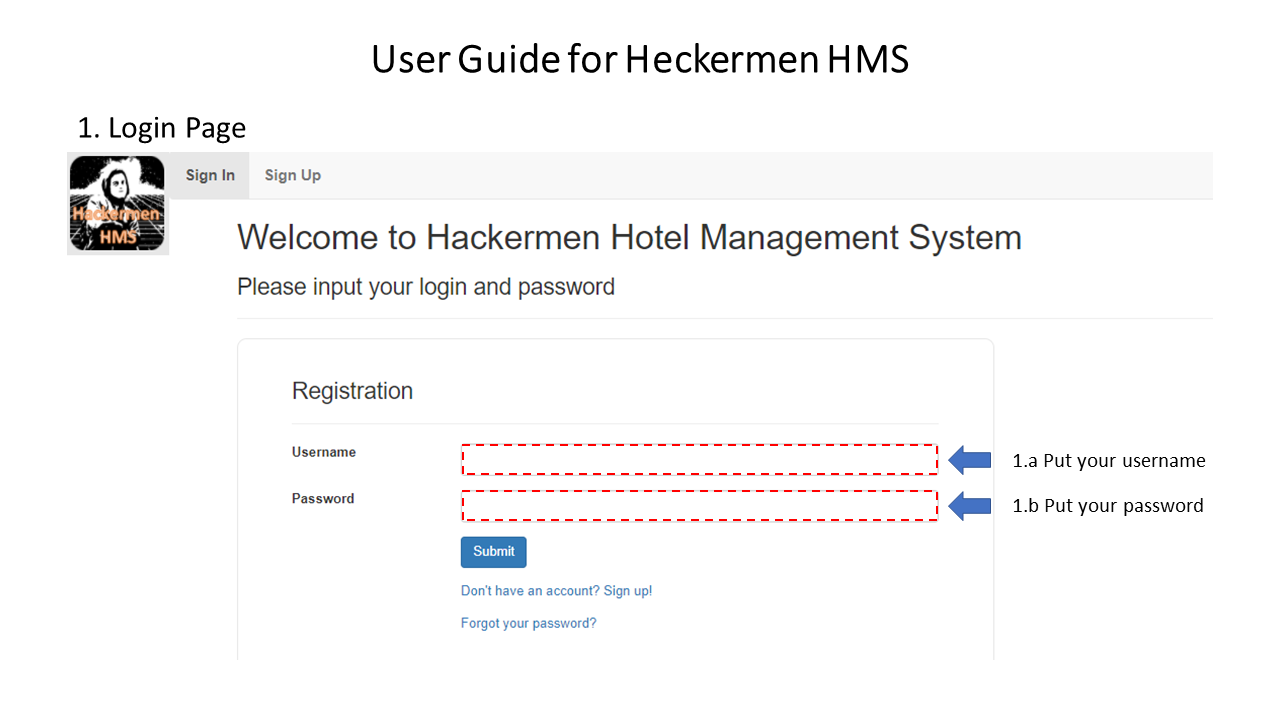 User Guide for Heckermen HMS
1. Login Page
Hackermen
HMS
Sign In
Sign Up
Welcome to Hackermen Hotel Management System
Please input your login and password
Registration
Username
1.a Put your username
Password
1.b Put your password
Submit
Don't have an account? Sign up!
Forgot your password?